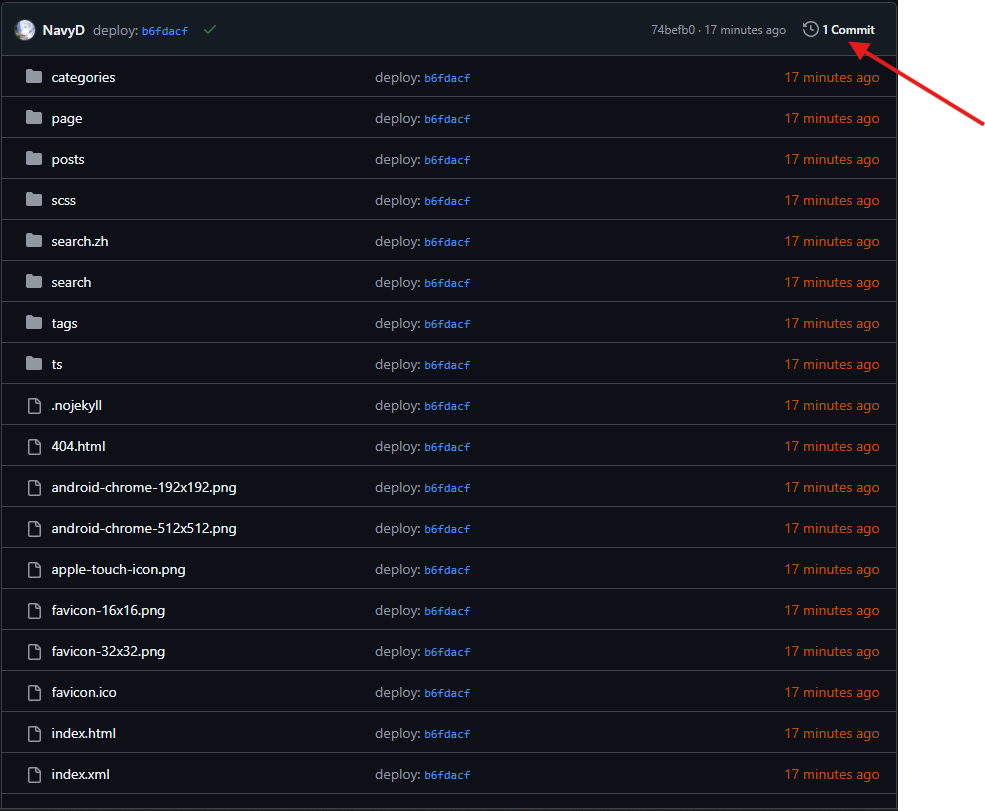 NavyD deploy: b6fdacf 74befb0 · 17 minutes ago 1 Commit
categories deploy: b6fdacf 17 minutes ago
page deploy: b6fdacf 17 minutes ago
posts deploy: b6fdacf 17 minutes ago
scss deploy: b6fdacf 17 minutes ago
search.zh deploy: b6fdacf 17 minutes ago
search deploy: b6fdacf 17 minutes ago
tags deploy: b6fdacf 17 minutes ago
ts deploy: b6fdacf 17 minutes ago
.nojekyll deploy: b6fdacf 17 minutes ago
404.html deploy: b6fdacf 17 minutes ago
android-chrome-192x192.png deploy: b6fdacf 17 minutes ago
android-chrome-512x512.png deploy: b6fdacf 17 minutes ago
apple-touch-icon.png deploy: b6fdacf 17 minutes ago
favicon-16x16.png deploy: b6fdacf 17 minutes ago
favicon-32x32.png deploy: b6fdacf 17 minutes ago
favicon.ico deploy: b6fdacf 17 minutes ago
index.html deploy: b6fdacf 17 minutes ago
index.xml deploy: b6fdacf 17 minutes ago